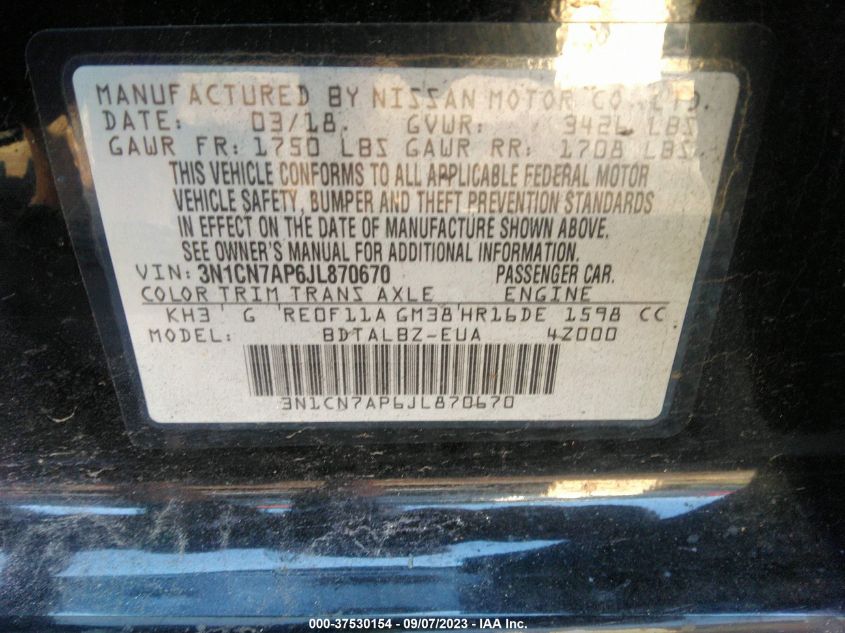 MANUFACTURED BY NISSAN MOTOR CO., LTD.
DATE: 03/18. GVWR: 342L LBS
GAWR FR: 1750 LBS GAWR RR: 1708 LBS
THIS VEHICLE CONFORMS TO ALL APPLICABLE FEDERAL MOTOR
VEHICLE SAFETY, BUMPER AND THEFT PREVENTION STANDARDS
IN EFFECT ON THE DATE OF MANUFACTURE SHOWN ABOVE.
SEE OWNER'S MANUAL FOR ADDITIONAL INFORMATION.
VIN: 3N1CN7AP6JL870670 PASSENGER CAR.
COLOR TRIM TRANS AXLE ENGINE
KH3 G RE0F11A GM38 HR16DE 1598 CC
MODEL: BDTALBZ-EUA 4Z000
3N1CN7AP6JL870670
000-37530154 - 09/07/2023 - IAA Inc.